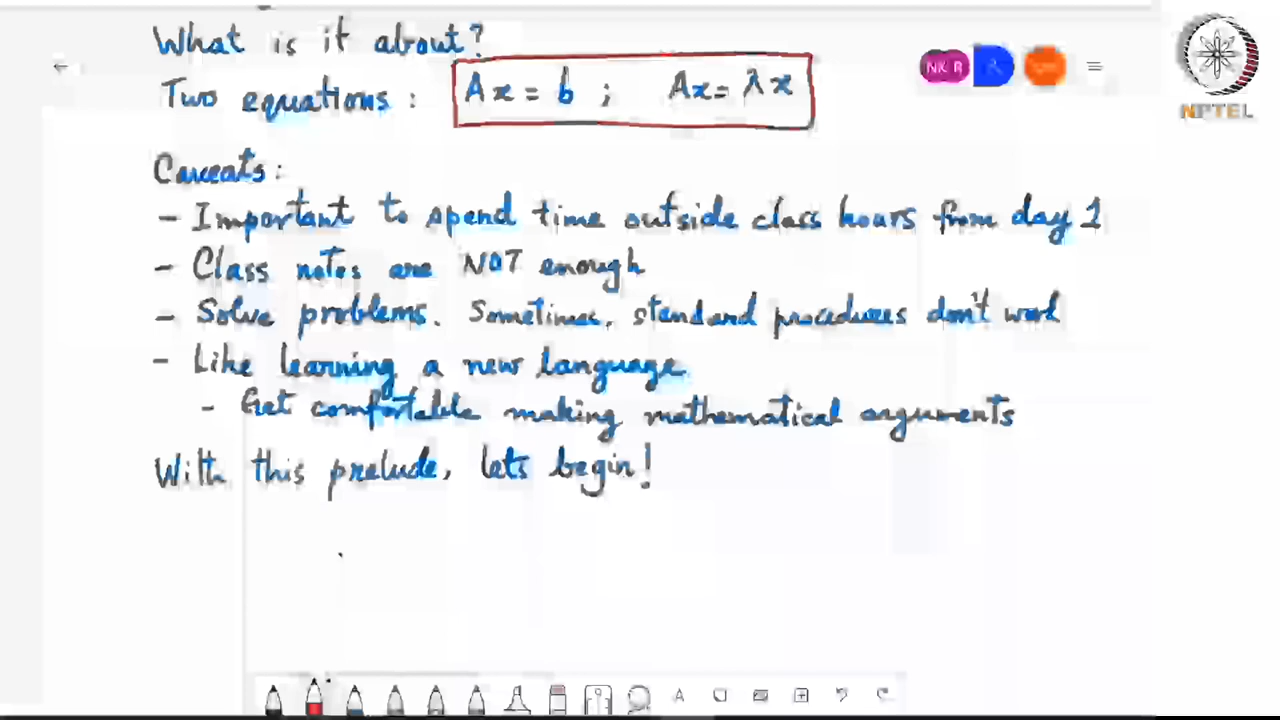 What is it about?
Two equations : Ax = b ; Ax = λx
NK R
NPTEL
Caveats :
- Important to spend time outside class hours from day 1
- Class notes are NOT enough
- Solve problems. Sometimes, standard procedures don't work
- Like learning a new language
- Get comfortable making mathematical arguments
With this prelude, lets begin!